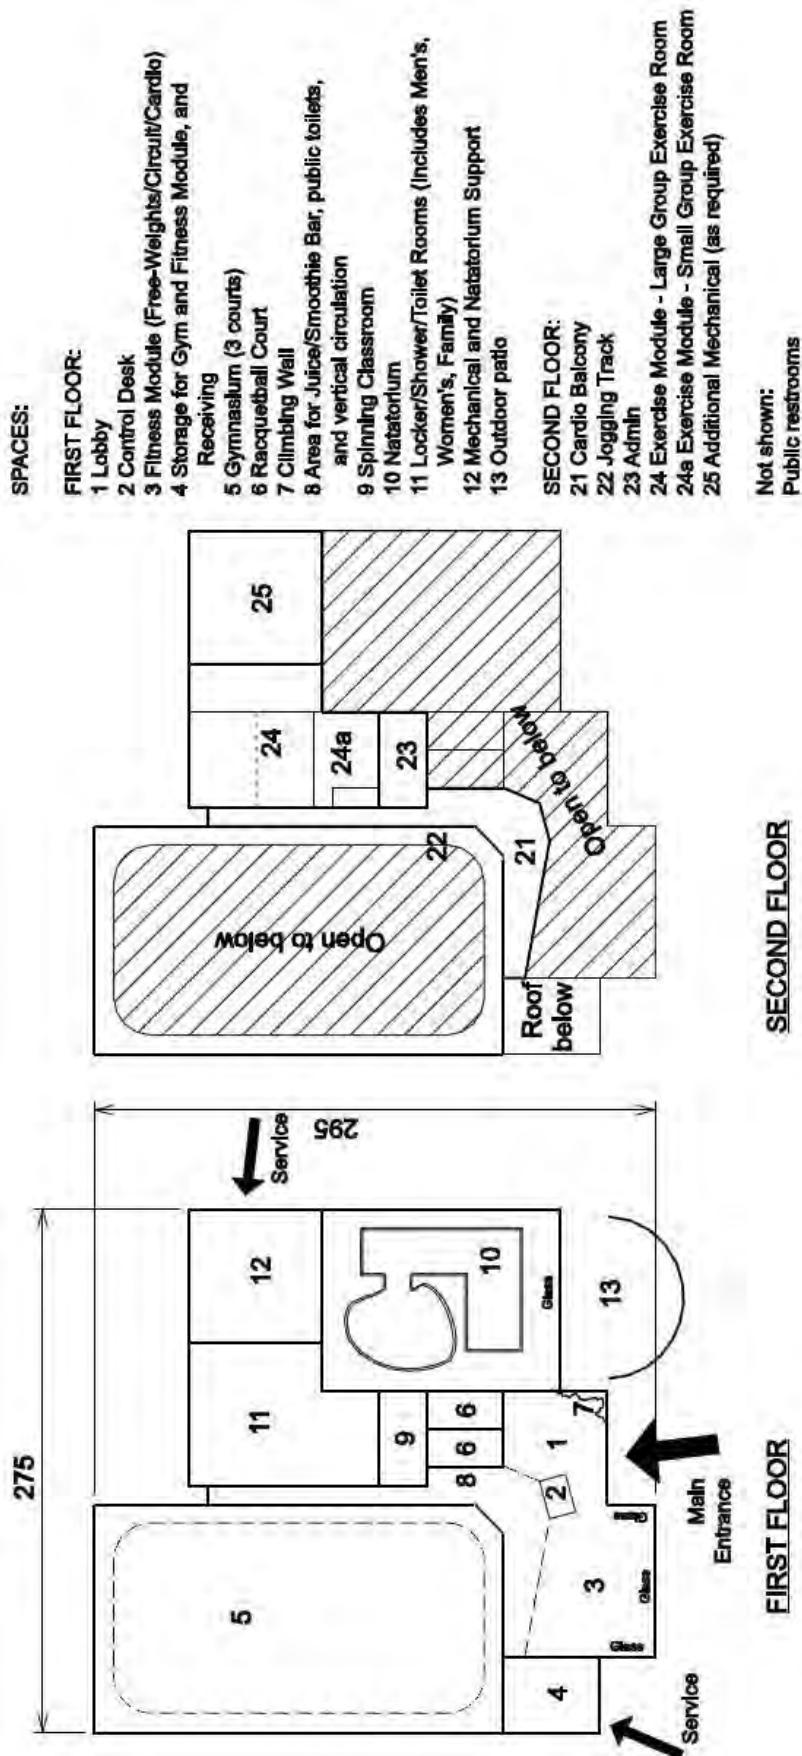 275
295
Service
5
11
12
9
6
6
8
10
Glass
1
7
2
3
13
Glass
Glass
4
Service
Main
Entrance
FIRST FLOOR
Open to below
22
24
24a
23
25
21
Open to below
Roof
below
SECOND FLOOR
SPACES:
FIRST FLOOR:
1 Lobby
2 Control Desk
3 Fitness Module (Free-Weights/Circuit/Cardio)
4 Storage for Gym and Fitness Module, and
Receiving
5 Gymnasium (3 courts)
6 Racquetball Court
7 Climbing Wall
8 Area for Juice/Smoothie Bar, public toilets,
and vertical circulation
9 Spinning Classroom
10 Natatorium
11 Locker/Shower/Toilet Rooms (Includes Men's,
Women's, Family)
12 Mechanical and Natatorium Support
13 Outdoor patio
SECOND FLOOR:
21 Cardio Balcony
22 Jogging Track
23 Admin
24 Exercise Module - Large Group Exercise Room
24a Exercise Module - Small Group Exercise Room
25 Additional Mechanical (as required)
Not shown:
Public restrooms